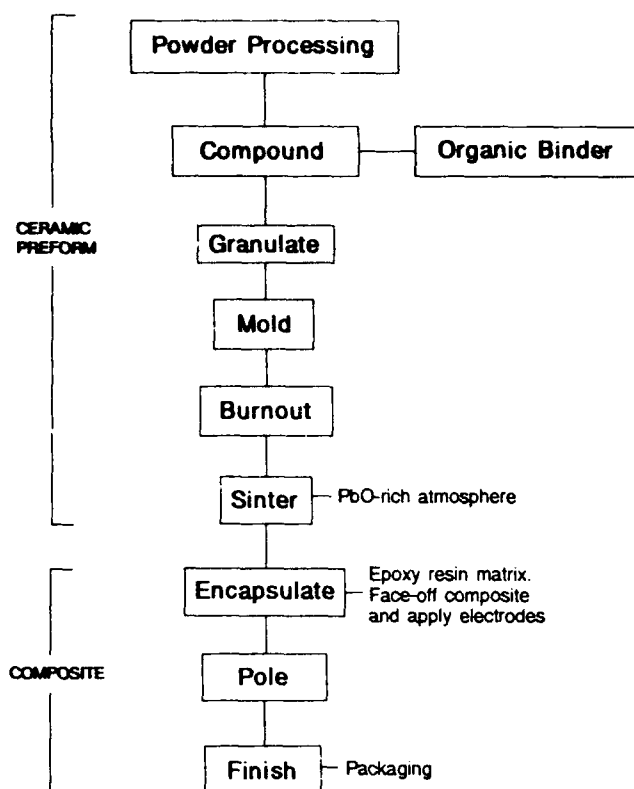 Powder Processing
Compound
Organic Binder
CERAMIC
PREFORM
Granulate
Mold
Burnout
Sinter
PbO-rich atmosphere
Encapsulate
Epoxy resin matrix.
Face-off composite
and apply electrodes
COMPOSITE
Pole
Finish
Packaging